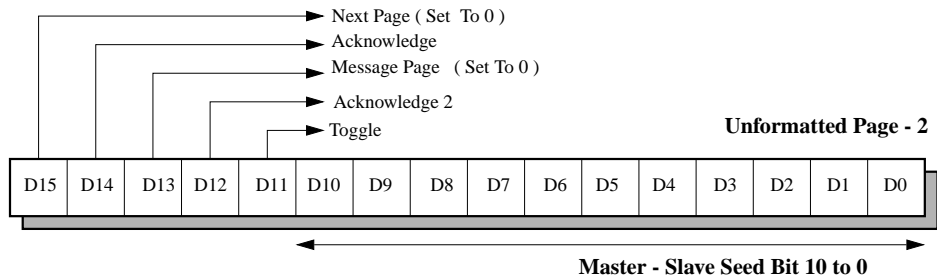 Next Page ( Set To 0 )
Acknowledge
Message Page ( Set To 0 )
Acknowledge 2
Toggle
Unformatted Page - 2
D15 D14 D13 D12 D11 D10 D9 D8 D7 D6 D5 D4 D3 D2 D1 D0
Master - Slave Seed Bit 10 to 0